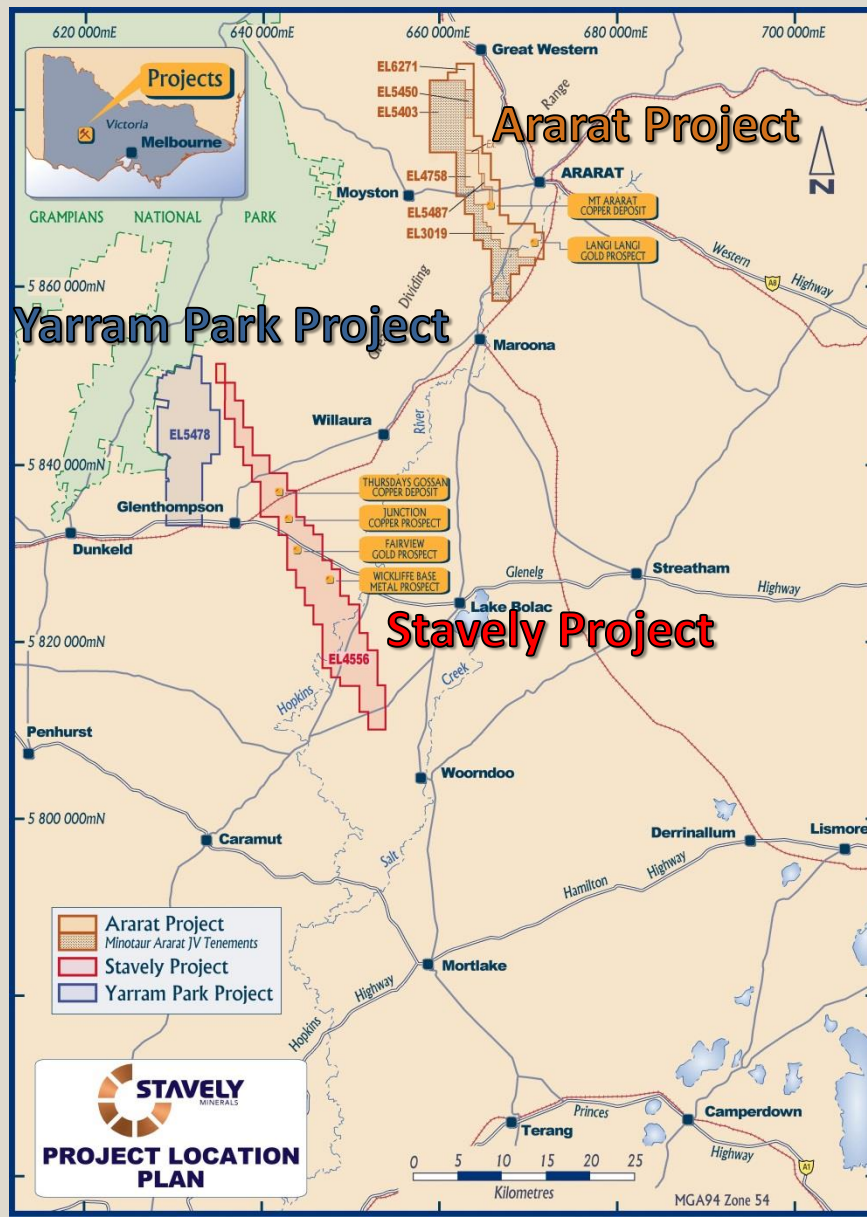 620 000mE
640 000mE
660 000mE
680 000mE
700 000mE
Projects
Victoria
Melbourne
Great Western
EL6271
EL5450
EL5403
Range
Ararat Project
EL4758
ARARAT
Moyston
EL5487
EL3019
MT ARARAT
COPPER DEPOSIT
LANGI LANGI
GOLD PROSPECT
N
GRAMPIANS NATIONAL PARK
Western
Highway
A8
Dividing
5 860 000mN
Yarram Park Project
Maroona
Willaura
River
EL5478
5 840 000mN
THURSDAYS GOSSAN
COPPER DEPOSIT
JUNCTION
COPPER PROSPECT
FAIRVIEW
GOLD PROSPECT
WICKLIFFE BASE
METAL PROSPECT
Glenthompson
Dunkeld
Glenelg
Highway
Streatham
Lake Bolac
5 820 000mN
Stavely Project
EL4556
Hopkins
Creek
Penhurst
Woorndoo
5 800 000mN
Caramut
Salt
Derrinallum
Lismore
Hamilton
Highway
Ararat Project
Minotaur Ararat JV Tenements
Stavely Project
Yarram Park Project
Mortlake
Hopkins
Highway
STAVELY
MINERALS
PROJECT LOCATION
PLAN
Terang
Princes
Camperdown
Highway
A1
0 5 10 15 20 25
Kilometres
MGA94 Zone 54